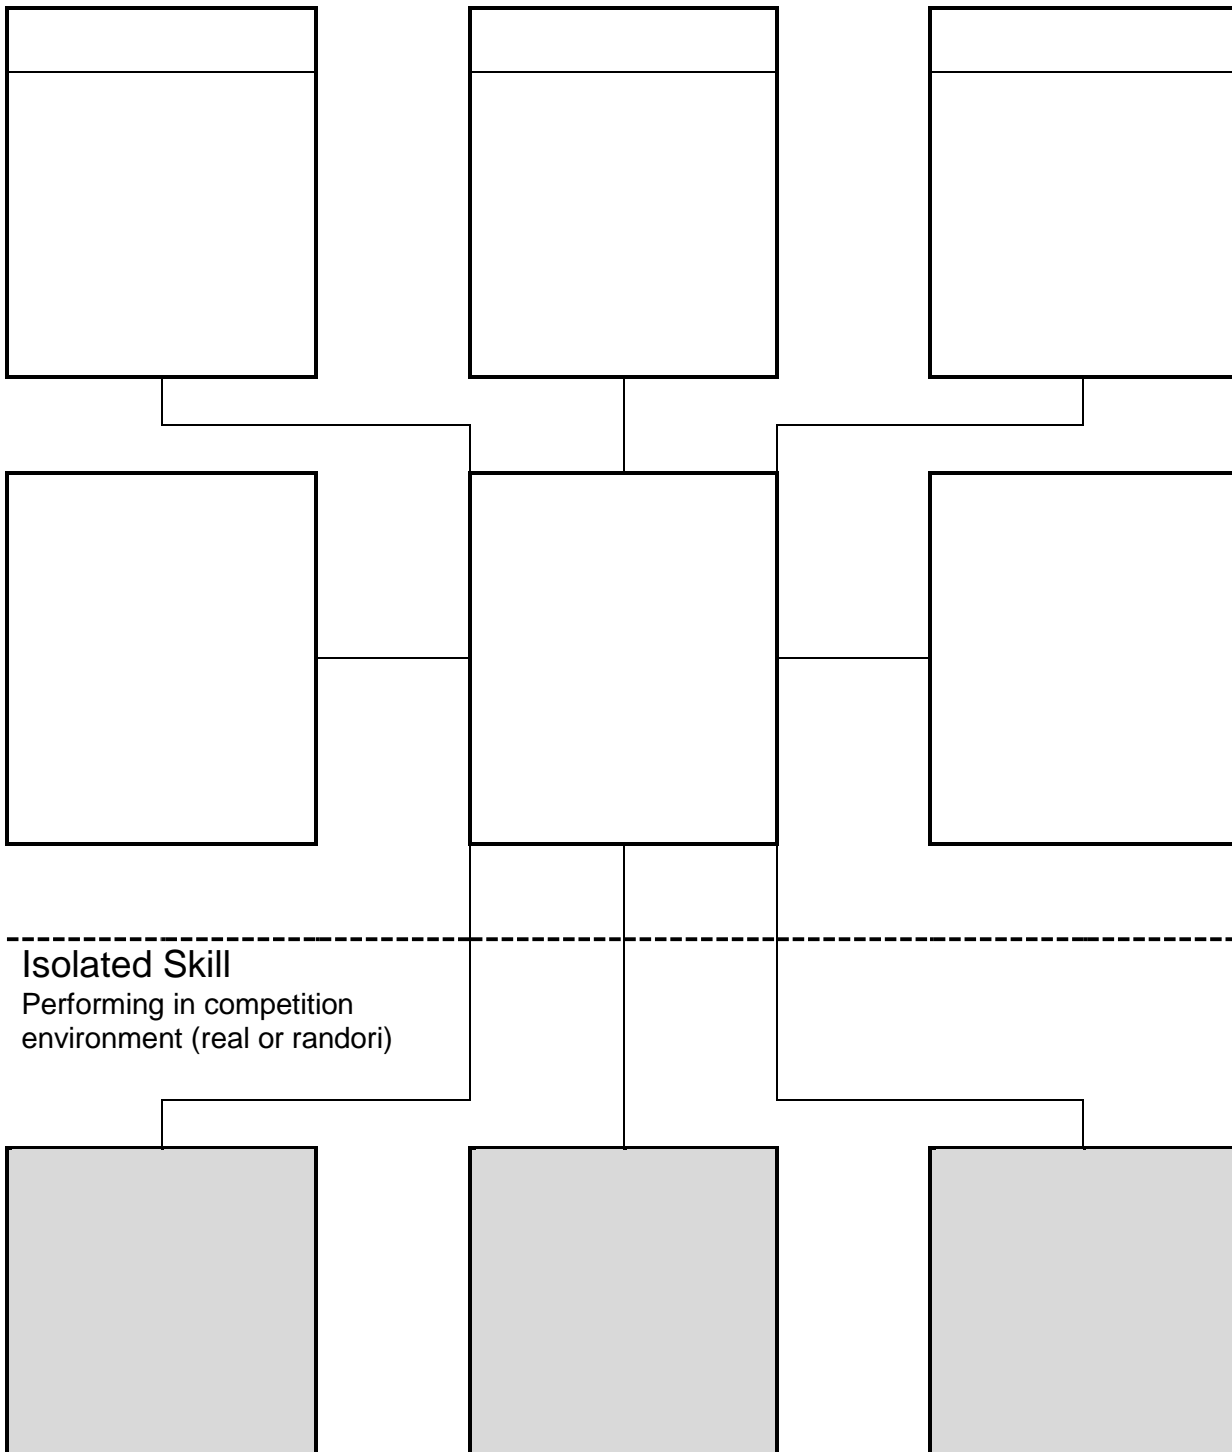 Isolated Skill
Performing in competition
environment (real or randori)